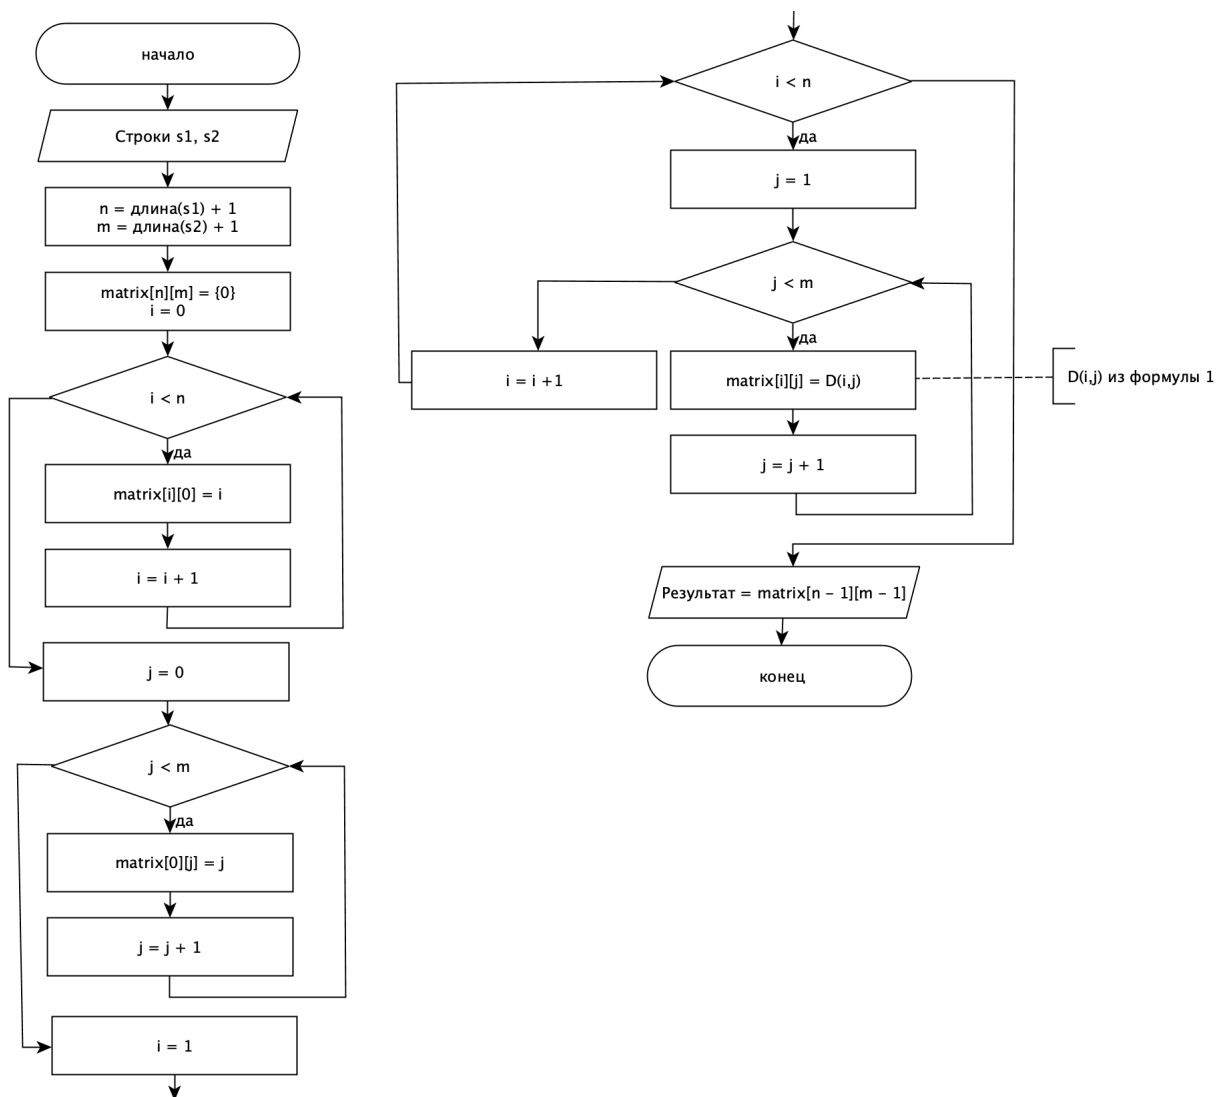 начало
Строки s1, s2
n = длина(s1) + 1
m = длина(s2) + 1
matrix[n][m] = {0}
i = 0
i < n
да
matrix[i][0] = i
i = i + 1
j = 0
j < m
да
matrix[0][j] = j
j = j + 1
i = 1
i < n
да
j = 1
j < m
да
i = i +1
matrix[i][j] = D(i,j)
D(i,j) из формулы 1
j = j + 1
Результат = matrix[n − 1][m − 1]
конец